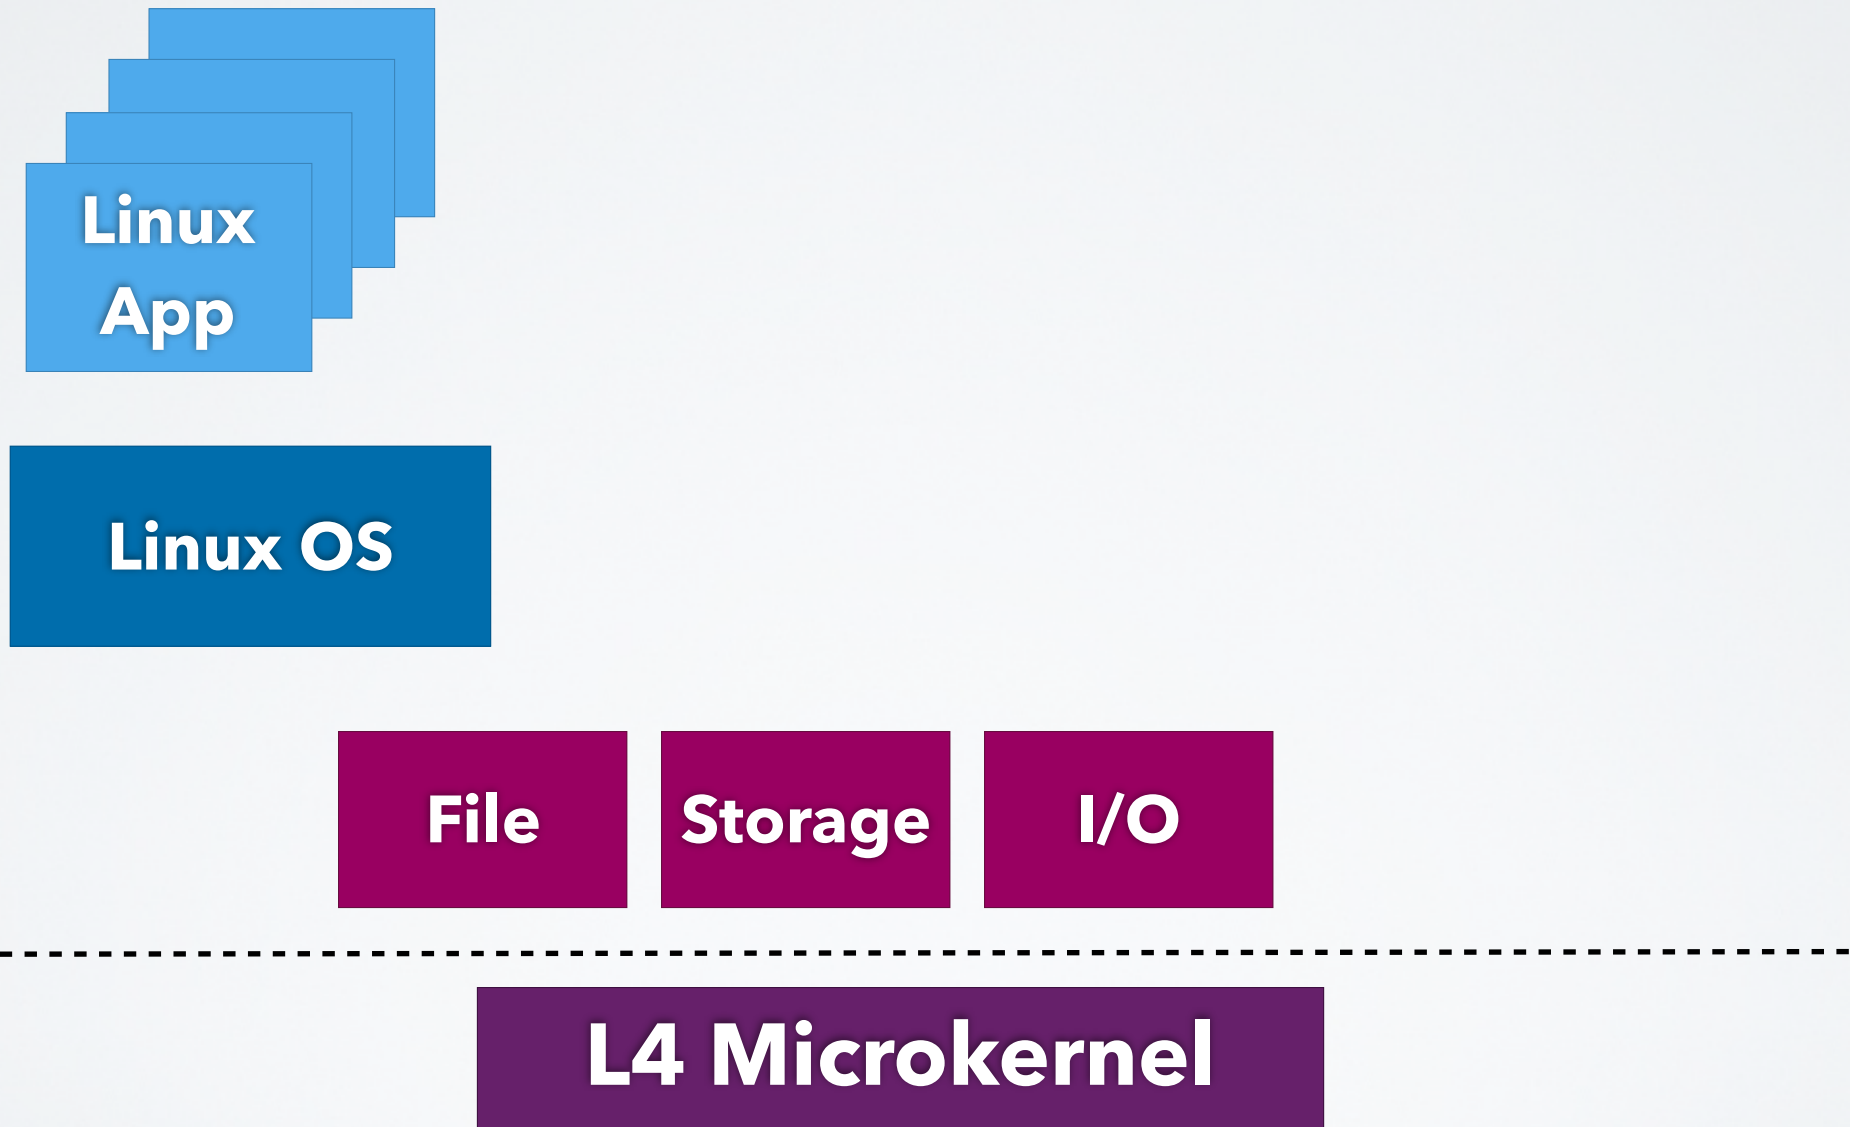 Linux
App
Linux OS
File
Storage
I/O
L4 Microkernel